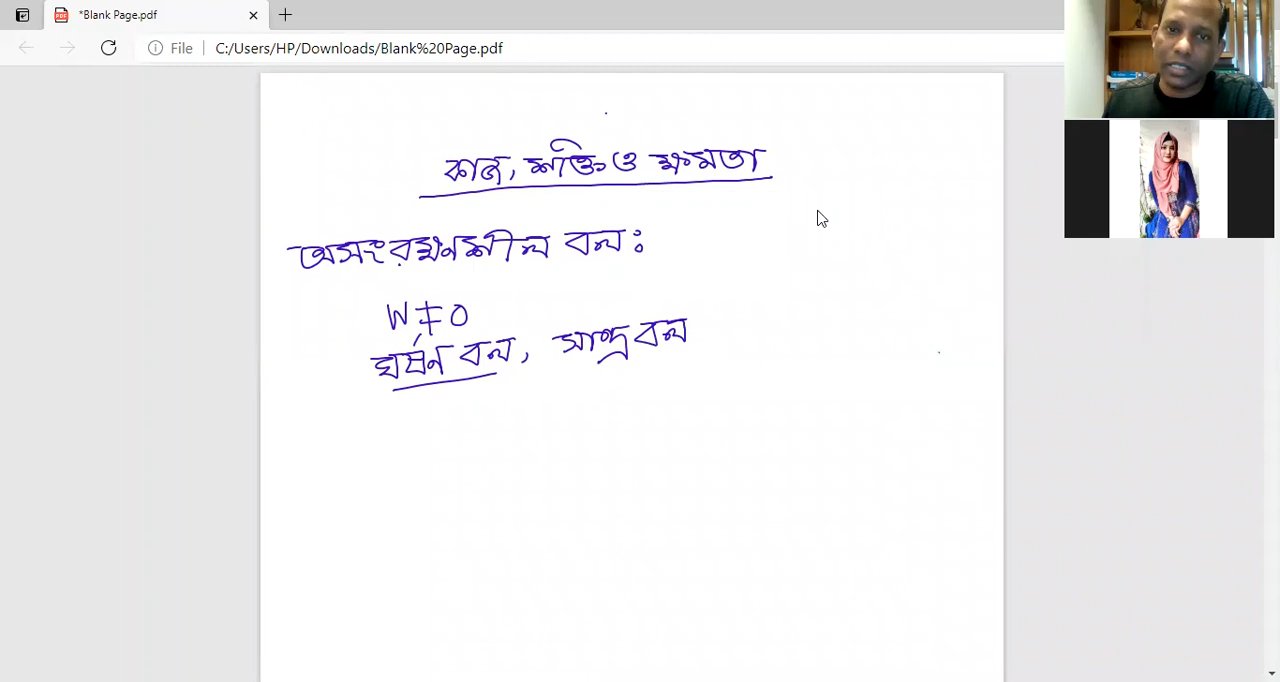 *Blank Page.pdf
File C:/Users/HP/Downloads/Blank%20Page.pdf
কাজ, শক্তি ও ক্ষমতা
অসংরক্ষণশীল বল:
W≠0
ঘর্ষণ বল, সান্দ্র বল